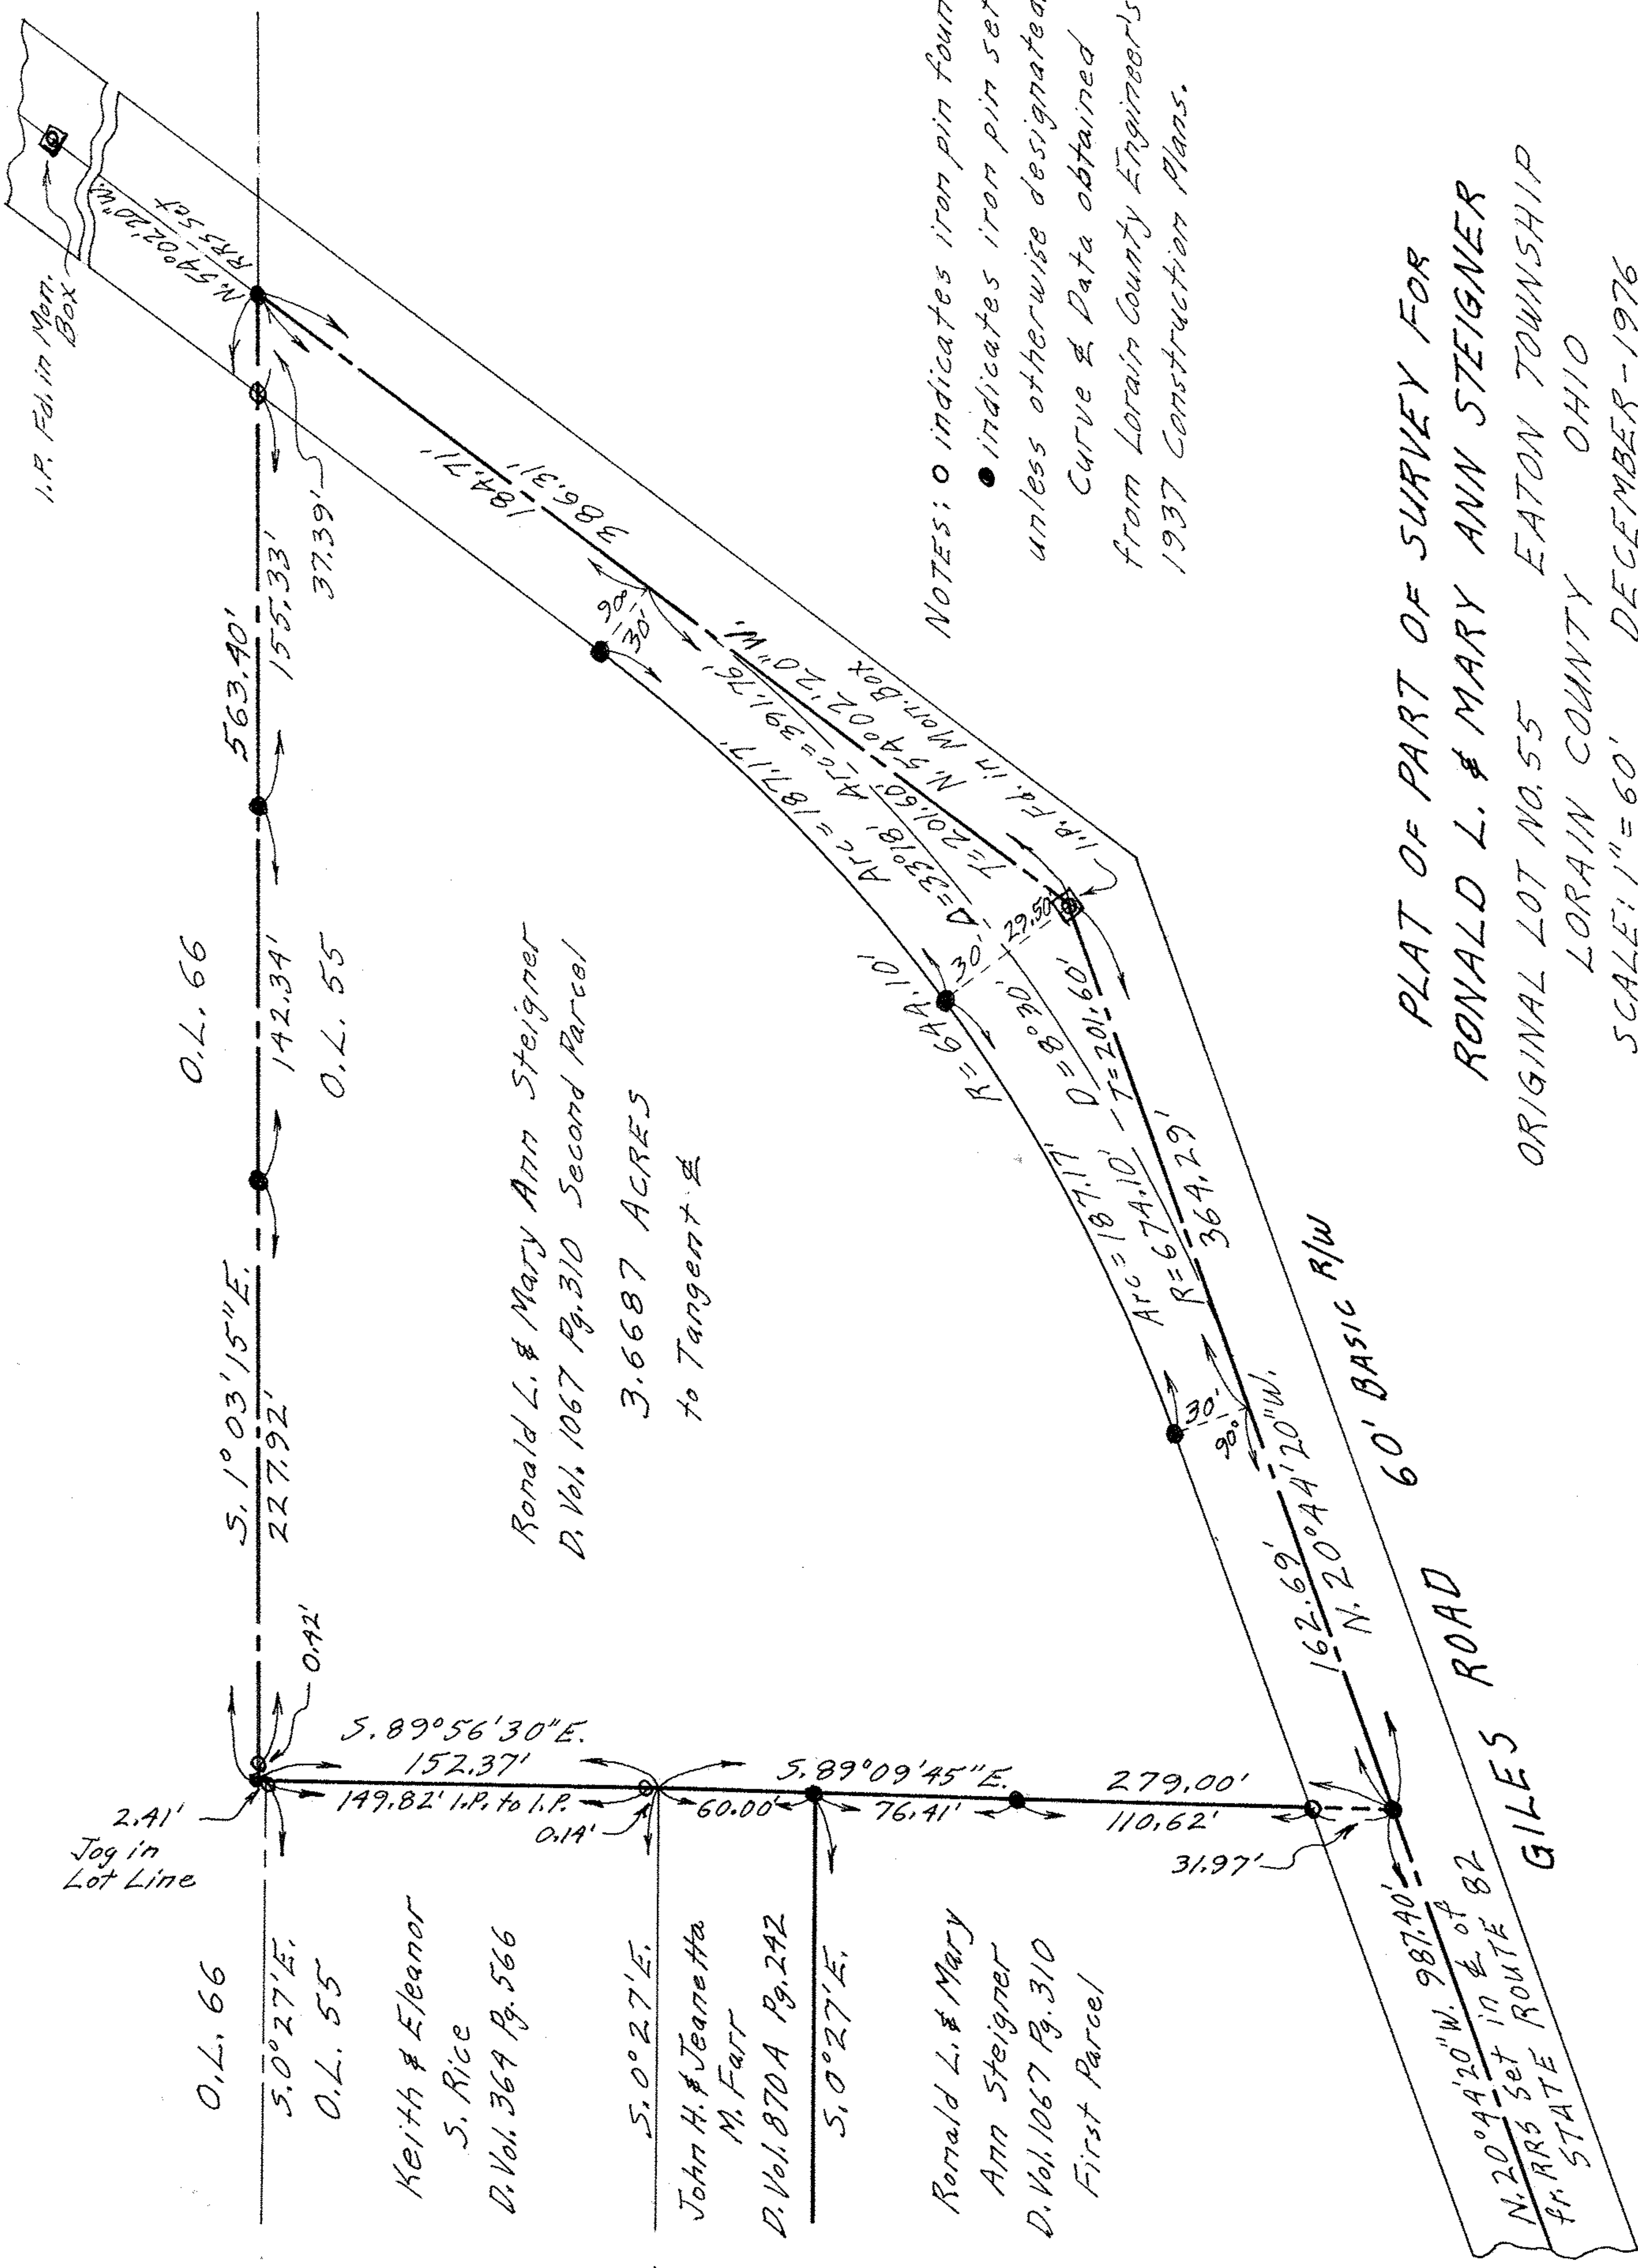 I.P. Fd. in Mon.
Box
N.54°02'20"W.
RRS Set
O.L. 66
563.40'
S. 1°03'15"E.
227.92'
142.34'
155.33'
37.39'
O.L. 55
184.71'
386.31'
90°
30'
Ronald L. & Mary Ann Steigner
D. Vol. 1067 Pg. 310 Second Parcel
3.6687 ACRES
to Tangent ℄
Arc = 187.17'
Arc = 391.76'
D = 33°18'
T = 201.60'
N.54°02'20"W.
I.P. Fd. in Mon. Box
R = 644.10'
30'
29.50'
D = 8°30'
T = 201.60'
Arc = 187.17'
R = 674.10'
364.29'
30'
90°
162.69'
N.20°44'20"W.
60' BASIC R/W
GILES ROAD
0.42'
S. 89°56'30"E.
152.37'
149.82' I.P. to I.P.
2.41'
Jog in
Lot Line
0.14'
S. 89°09'45"E.
279.00'
60.00'
76.41'
110.62'
31.97'
O.L. 66
S. 0°27'E.
O.L. 55
Keith & Eleanor
S. Rice
D. Vol. 364 Pg. 566
S. 0°27'E.
John H. & Jeanetta
M. Farr
D. Vol. 870A Pg. 242
S. 0°27'E.
Ronald L. & Mary
Ann Steigner
D. Vol. 1067 Pg. 310
First Parcel
N.20°44'20"W. 987.40'
fr. RRS Set in ℄ of
STATE ROUTE 82
NOTES: o indicates iron pin foun
● indicates iron pin set
unless otherwise designated
Curve ℄ Data obtained
from Lorain County Engineer's
1937 Construction Plans.
PLAT OF PART OF SURVEY FOR
RONALD L. & MARY ANN STEIGNER
ORIGINAL LOT NO. 55 EATON TOWNSHIP
LORAIN COUNTY OHIO
SCALE: 1" = 60' DECEMBER-1976